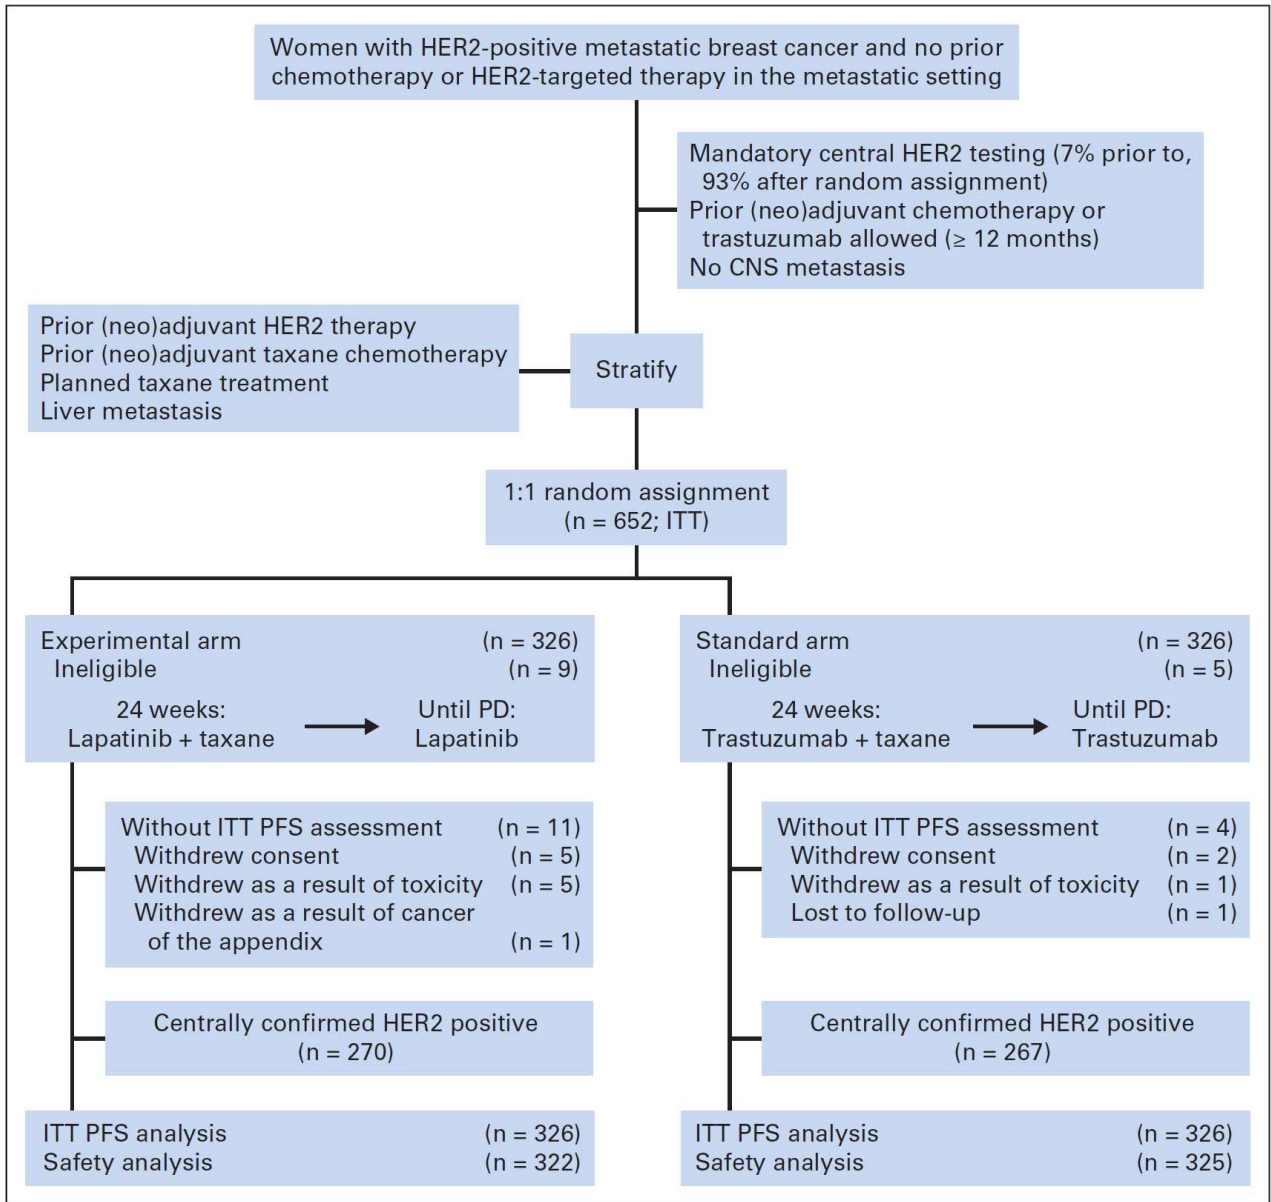 Women with HER2-positive metastatic breast cancer and no prior
chemotherapy or HER2-targeted therapy in the metastatic setting
Mandatory central HER2 testing (7% prior to,
93% after random assignment)
Prior (neo)adjuvant chemotherapy or
trastuzumab allowed (≥ 12 months)
No CNS metastasis
Prior (neo)adjuvant HER2 therapy
Prior (neo)adjuvant taxane chemotherapy
Planned taxane treatment
Liver metastasis
Stratify
1:1 random assignment
(n = 652; ITT)
Experimental arm (n = 326)
Ineligible (n = 9)
24 weeks: Until PD:
Lapatinib + taxane Lapatinib
Standard arm (n = 326)
Ineligible (n = 5)
24 weeks: Until PD:
Trastuzumab + taxane Trastuzumab
Without ITT PFS assessment (n = 11)
Withdrew consent (n = 5)
Withdrew as a result of toxicity (n = 5)
Withdrew as a result of cancer
of the appendix (n = 1)
Without ITT PFS assessment (n = 4)
Withdrew consent (n = 2)
Withdrew as a result of toxicity (n = 1)
Lost to follow-up (n = 1)
Centrally confirmed HER2 positive
(n = 270)
Centrally confirmed HER2 positive
(n = 267)
ITT PFS analysis (n = 326)
Safety analysis (n = 322)
ITT PFS analysis (n = 326)
Safety analysis (n = 325)